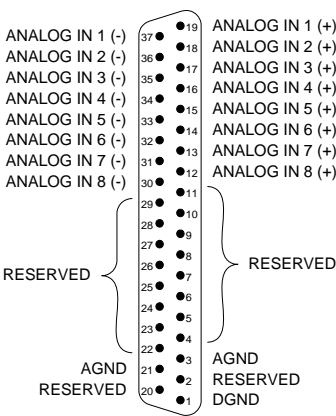 ANALOG IN 1 (-)
ANALOG IN 2 (-)
ANALOG IN 3 (-)
ANALOG IN 4 (-)
ANALOG IN 5 (-)
ANALOG IN 6 (-)
ANALOG IN 7 (-)
ANALOG IN 8 (-)
RESERVED
AGND
RESERVED
37
36
35
34
33
32
31
30
29
28
27
26
25
24
23
22
21
20
19
18
17
16
15
14
13
12
11
10
9
8
7
6
5
4
3
2
1
ANALOG IN 1 (+)
ANALOG IN 2 (+)
ANALOG IN 3 (+)
ANALOG IN 4 (+)
ANALOG IN 5 (+)
ANALOG IN 6 (+)
ANALOG IN 7 (+)
ANALOG IN 8 (+)
RESERVED
AGND
RESERVED
DGND